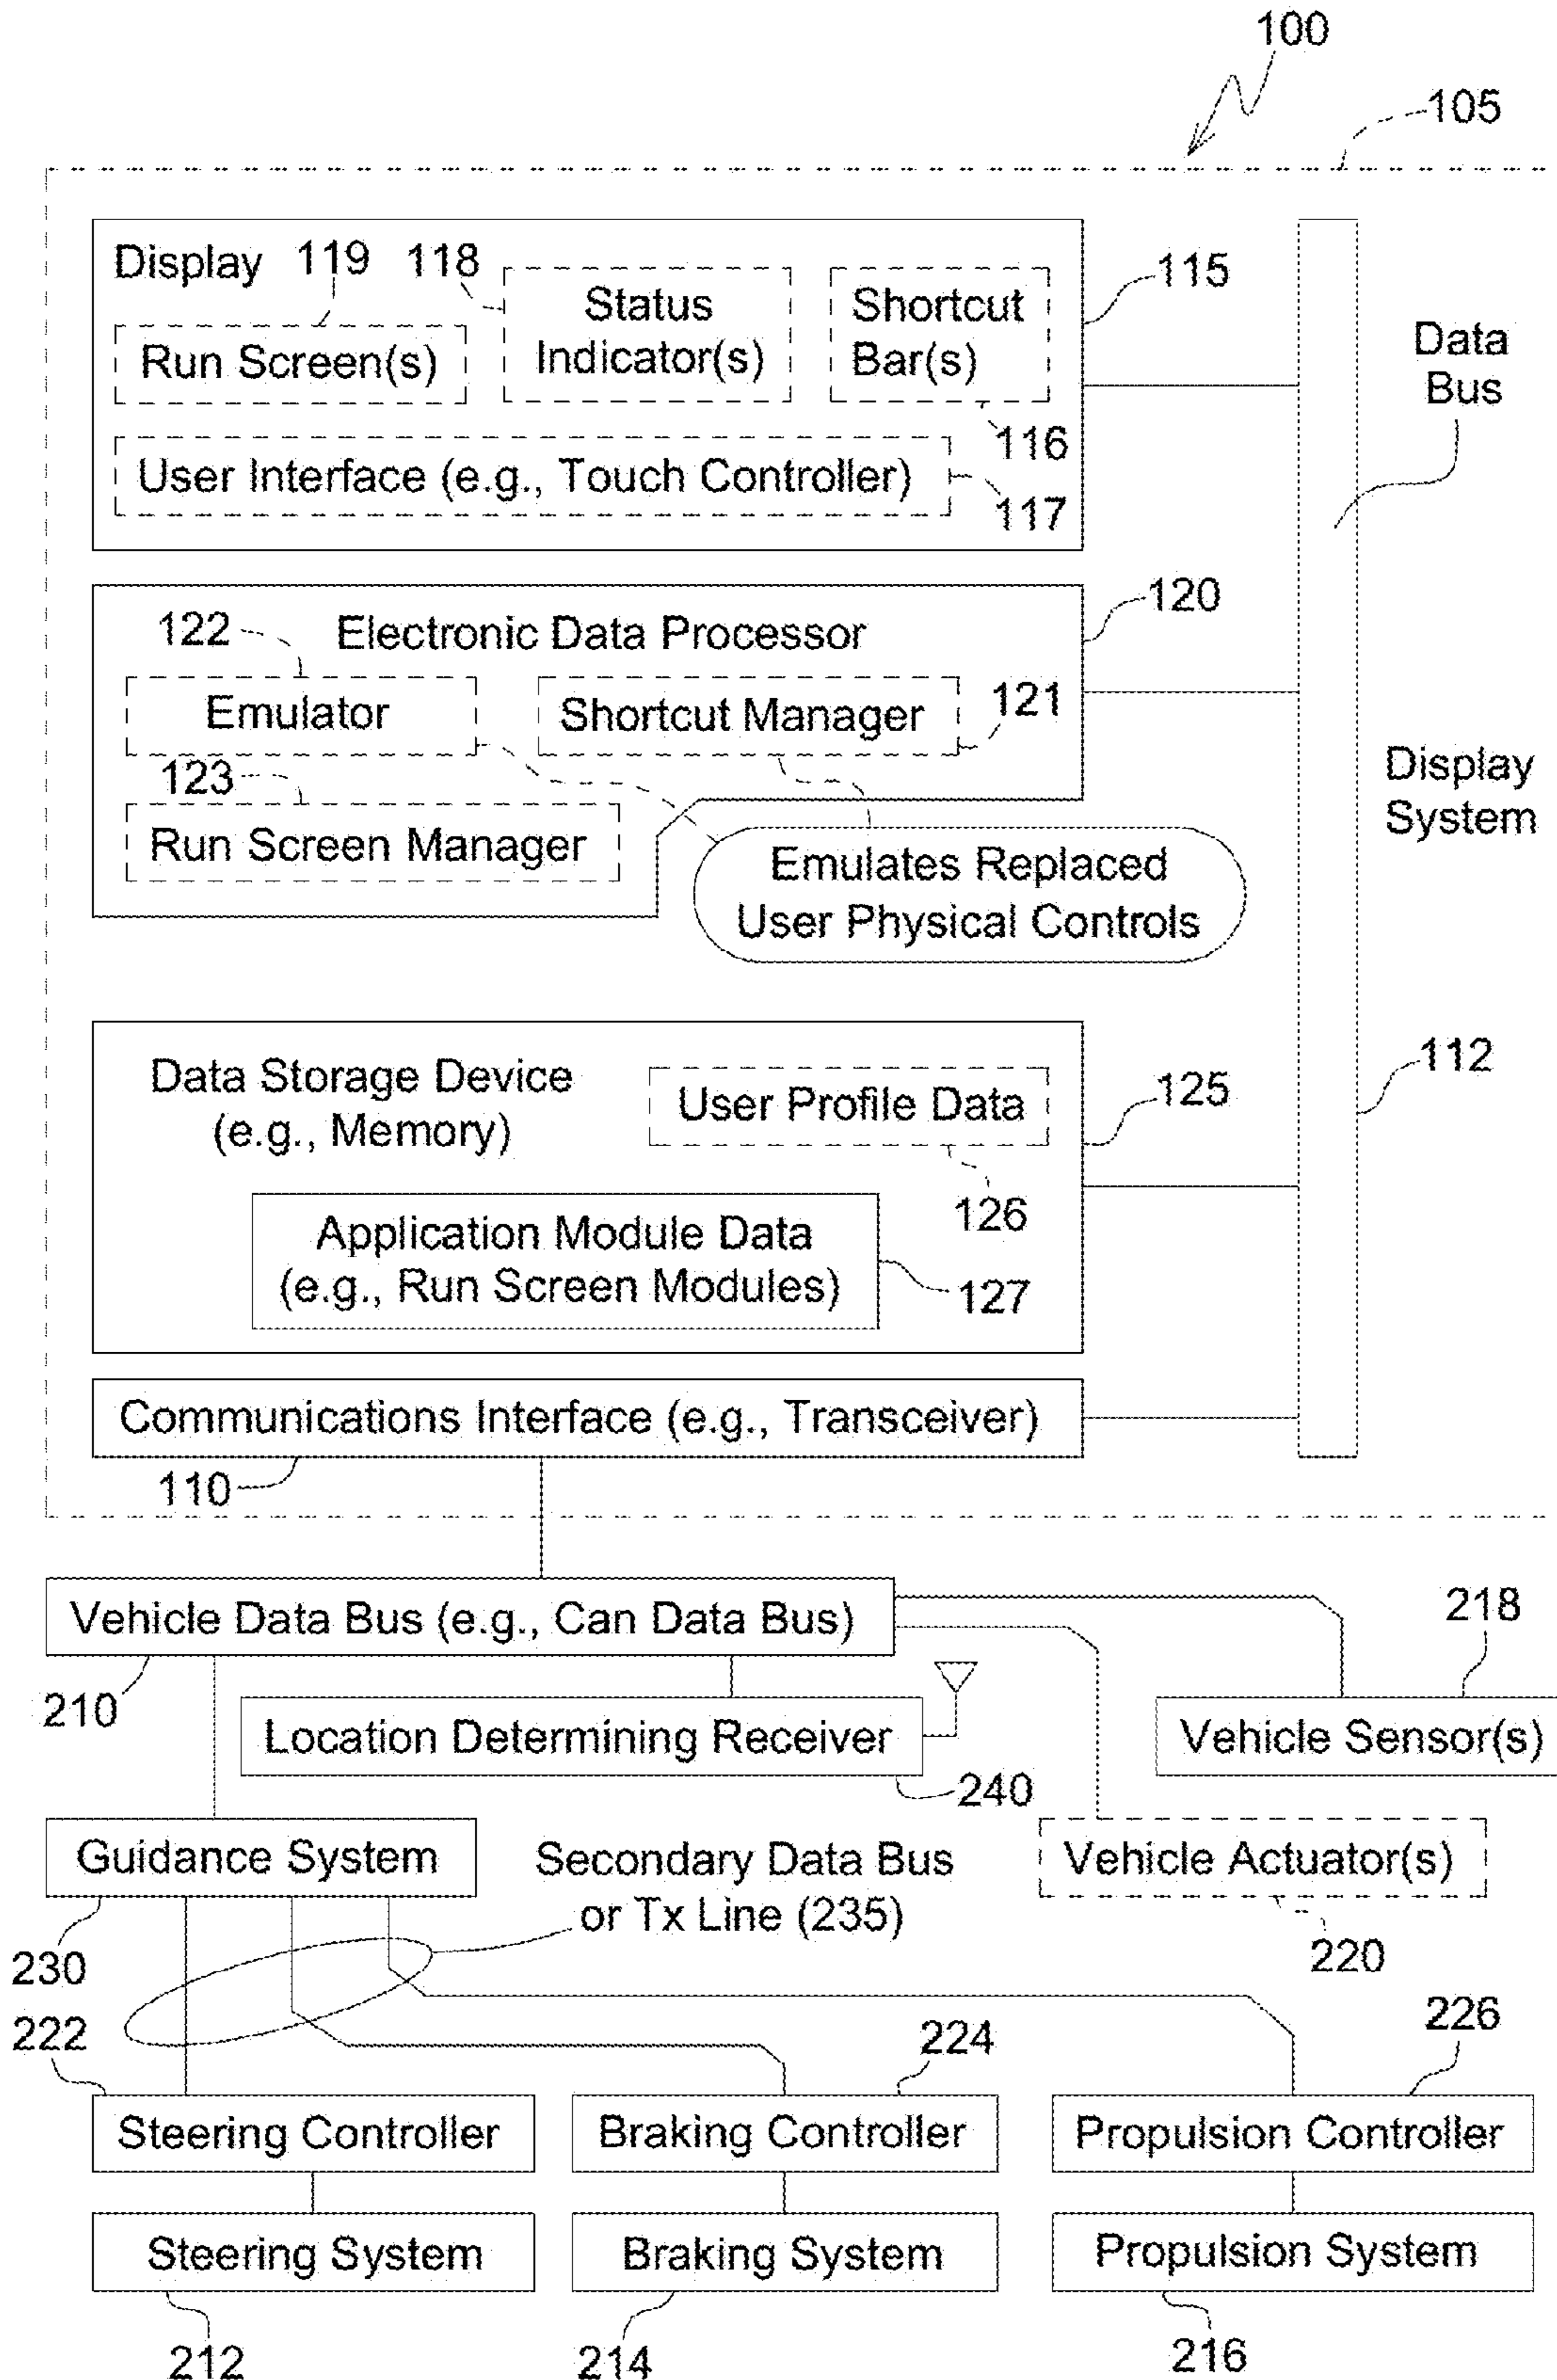 100
105
Display 119 118
Status
Indicator(s)
Shortcut
Bar(s)
115
Run Screen(s)
Data
Bus
116
User Interface (e.g., Touch Controller)
117
120
122
Electronic Data Processor
Emulator
Shortcut Manager
121
123
Display
System
Run Screen Manager
Emulates Replaced
User Physical Controls
112
Data Storage Device
(e.g., Memory)
User Profile Data
125
126
Application Module Data
(e.g., Run Screen Modules)
127
Communications Interface (e.g., Transceiver)
110
Vehicle Data Bus (e.g., Can Data Bus)
218
210
Location Determining Receiver
Vehicle Sensor(s)
240
Guidance System
Secondary Data Bus
or Tx Line (235)
Vehicle Actuator(s)
230
220
222
224
226
Steering Controller
Braking Controller
Propulsion Controller
Steering System
Braking System
Propulsion System
212
214
216